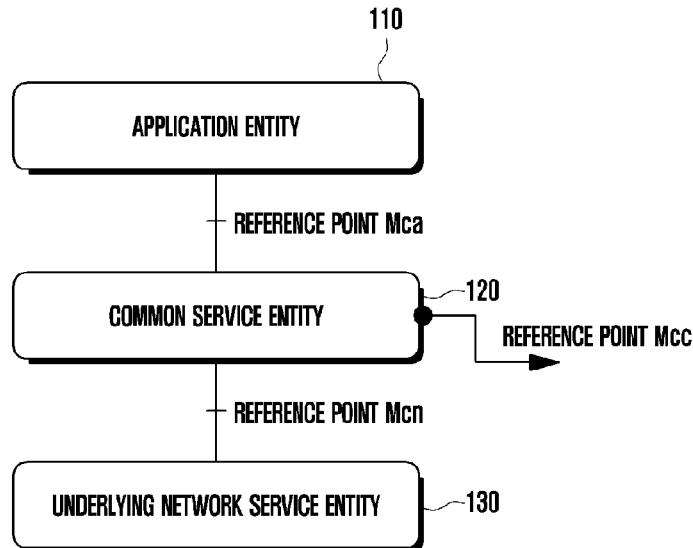 110
APPLICATION ENTITY
REFERENCE POINT Mca
120
COMMON SERVICE ENTITY
REFERENCE POINT Mcc
REFERENCE POINT Mcn
UNDERLYING NETWORK SERVICE ENTITY
130